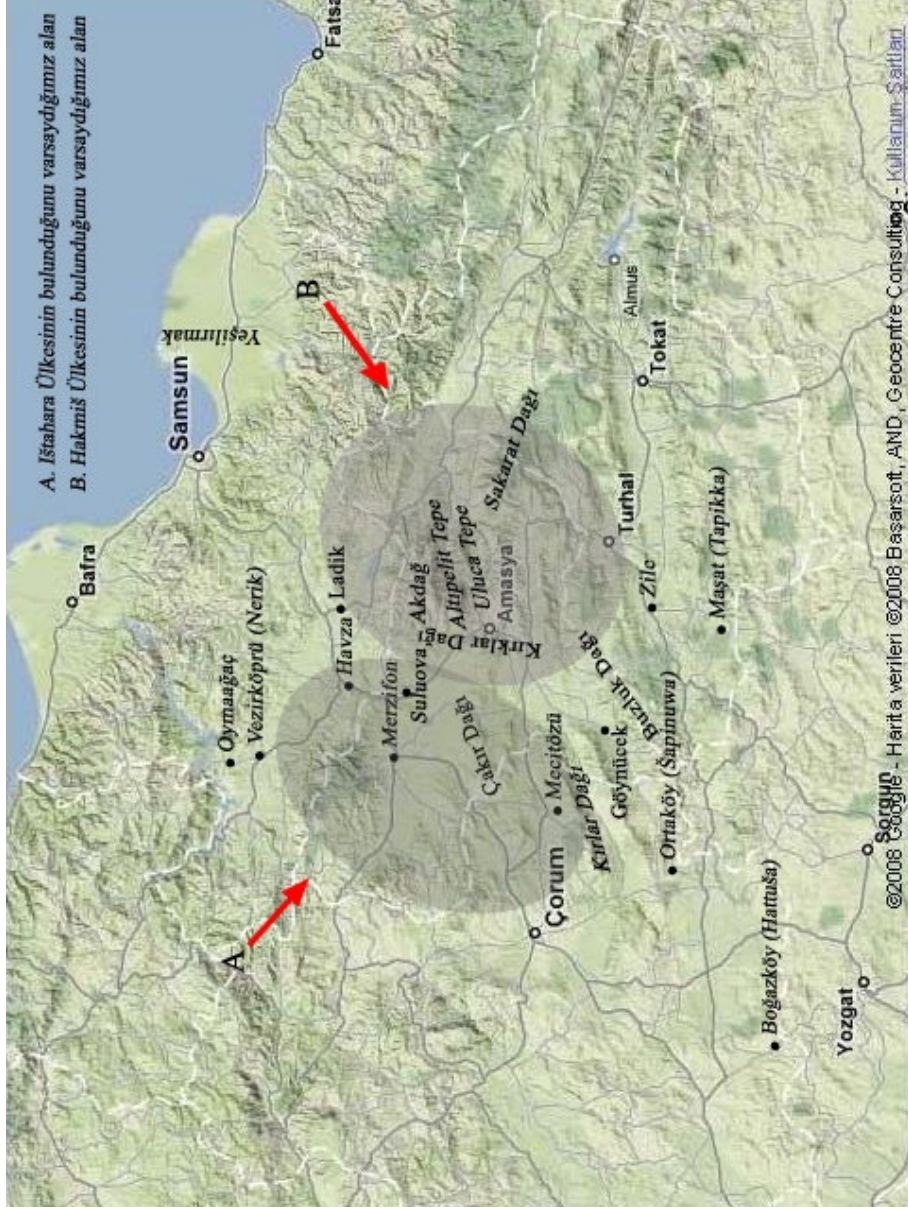 A. Iştahara Ülkesinin bulunduğunu varsaydığımız alan
B. Hakmiš Ülkesinin bulunduğunu varsaydığımız alan
Bafra
Samsun
Yeşilırmak
Fatsa
A
B
Oymaağaç
Vezirköprü (Nerik)
Havza
Ladik
Merzifon
Suluova
Akdağ
Altıpelit Tepe
Uluca Tepe
Amasya
Kırklar Dağı
Sakarat Dağı
Çakır Dağı
Çorum
Mecitözü
Kırlar Dağı
Göynücek
Buzluk Dağı
Ortaköy (Šapinuwa)
Turhal
Zile
Tokat
Almus
Maşat (Tapikka)
Boğazköy (Hattuša)
Yozgat
Sorgun
©2008 Google - Harita verileri ©2008 Basarsoft, AND, Geocentre Consulting - Kullanım Şartları